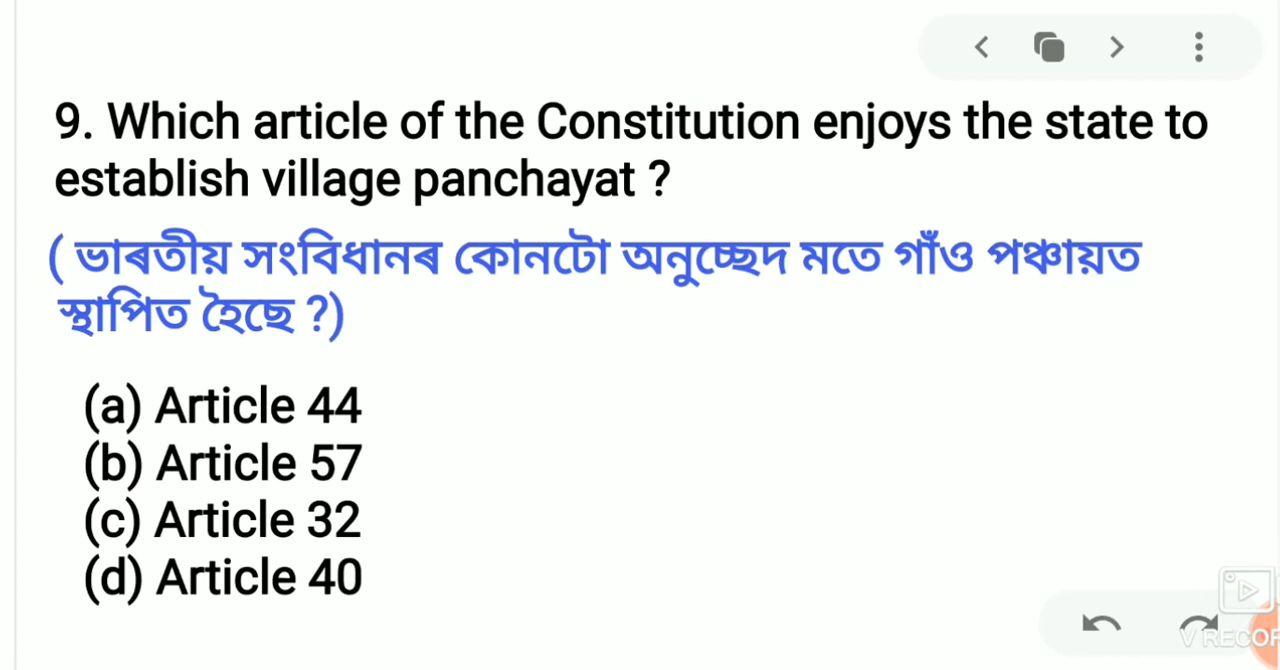 9. Which article of the Constitution enjoys the state to
establish village panchayat ?
( ভাৰতীয় সংবিধানৰ কোনটো অনুচ্ছেদ মতে গাঁও পঞ্চায়ত
স্থাপিত হৈছে ?)
(a) Article 44
(b) Article 57
(c) Article 32
(d) Article 40